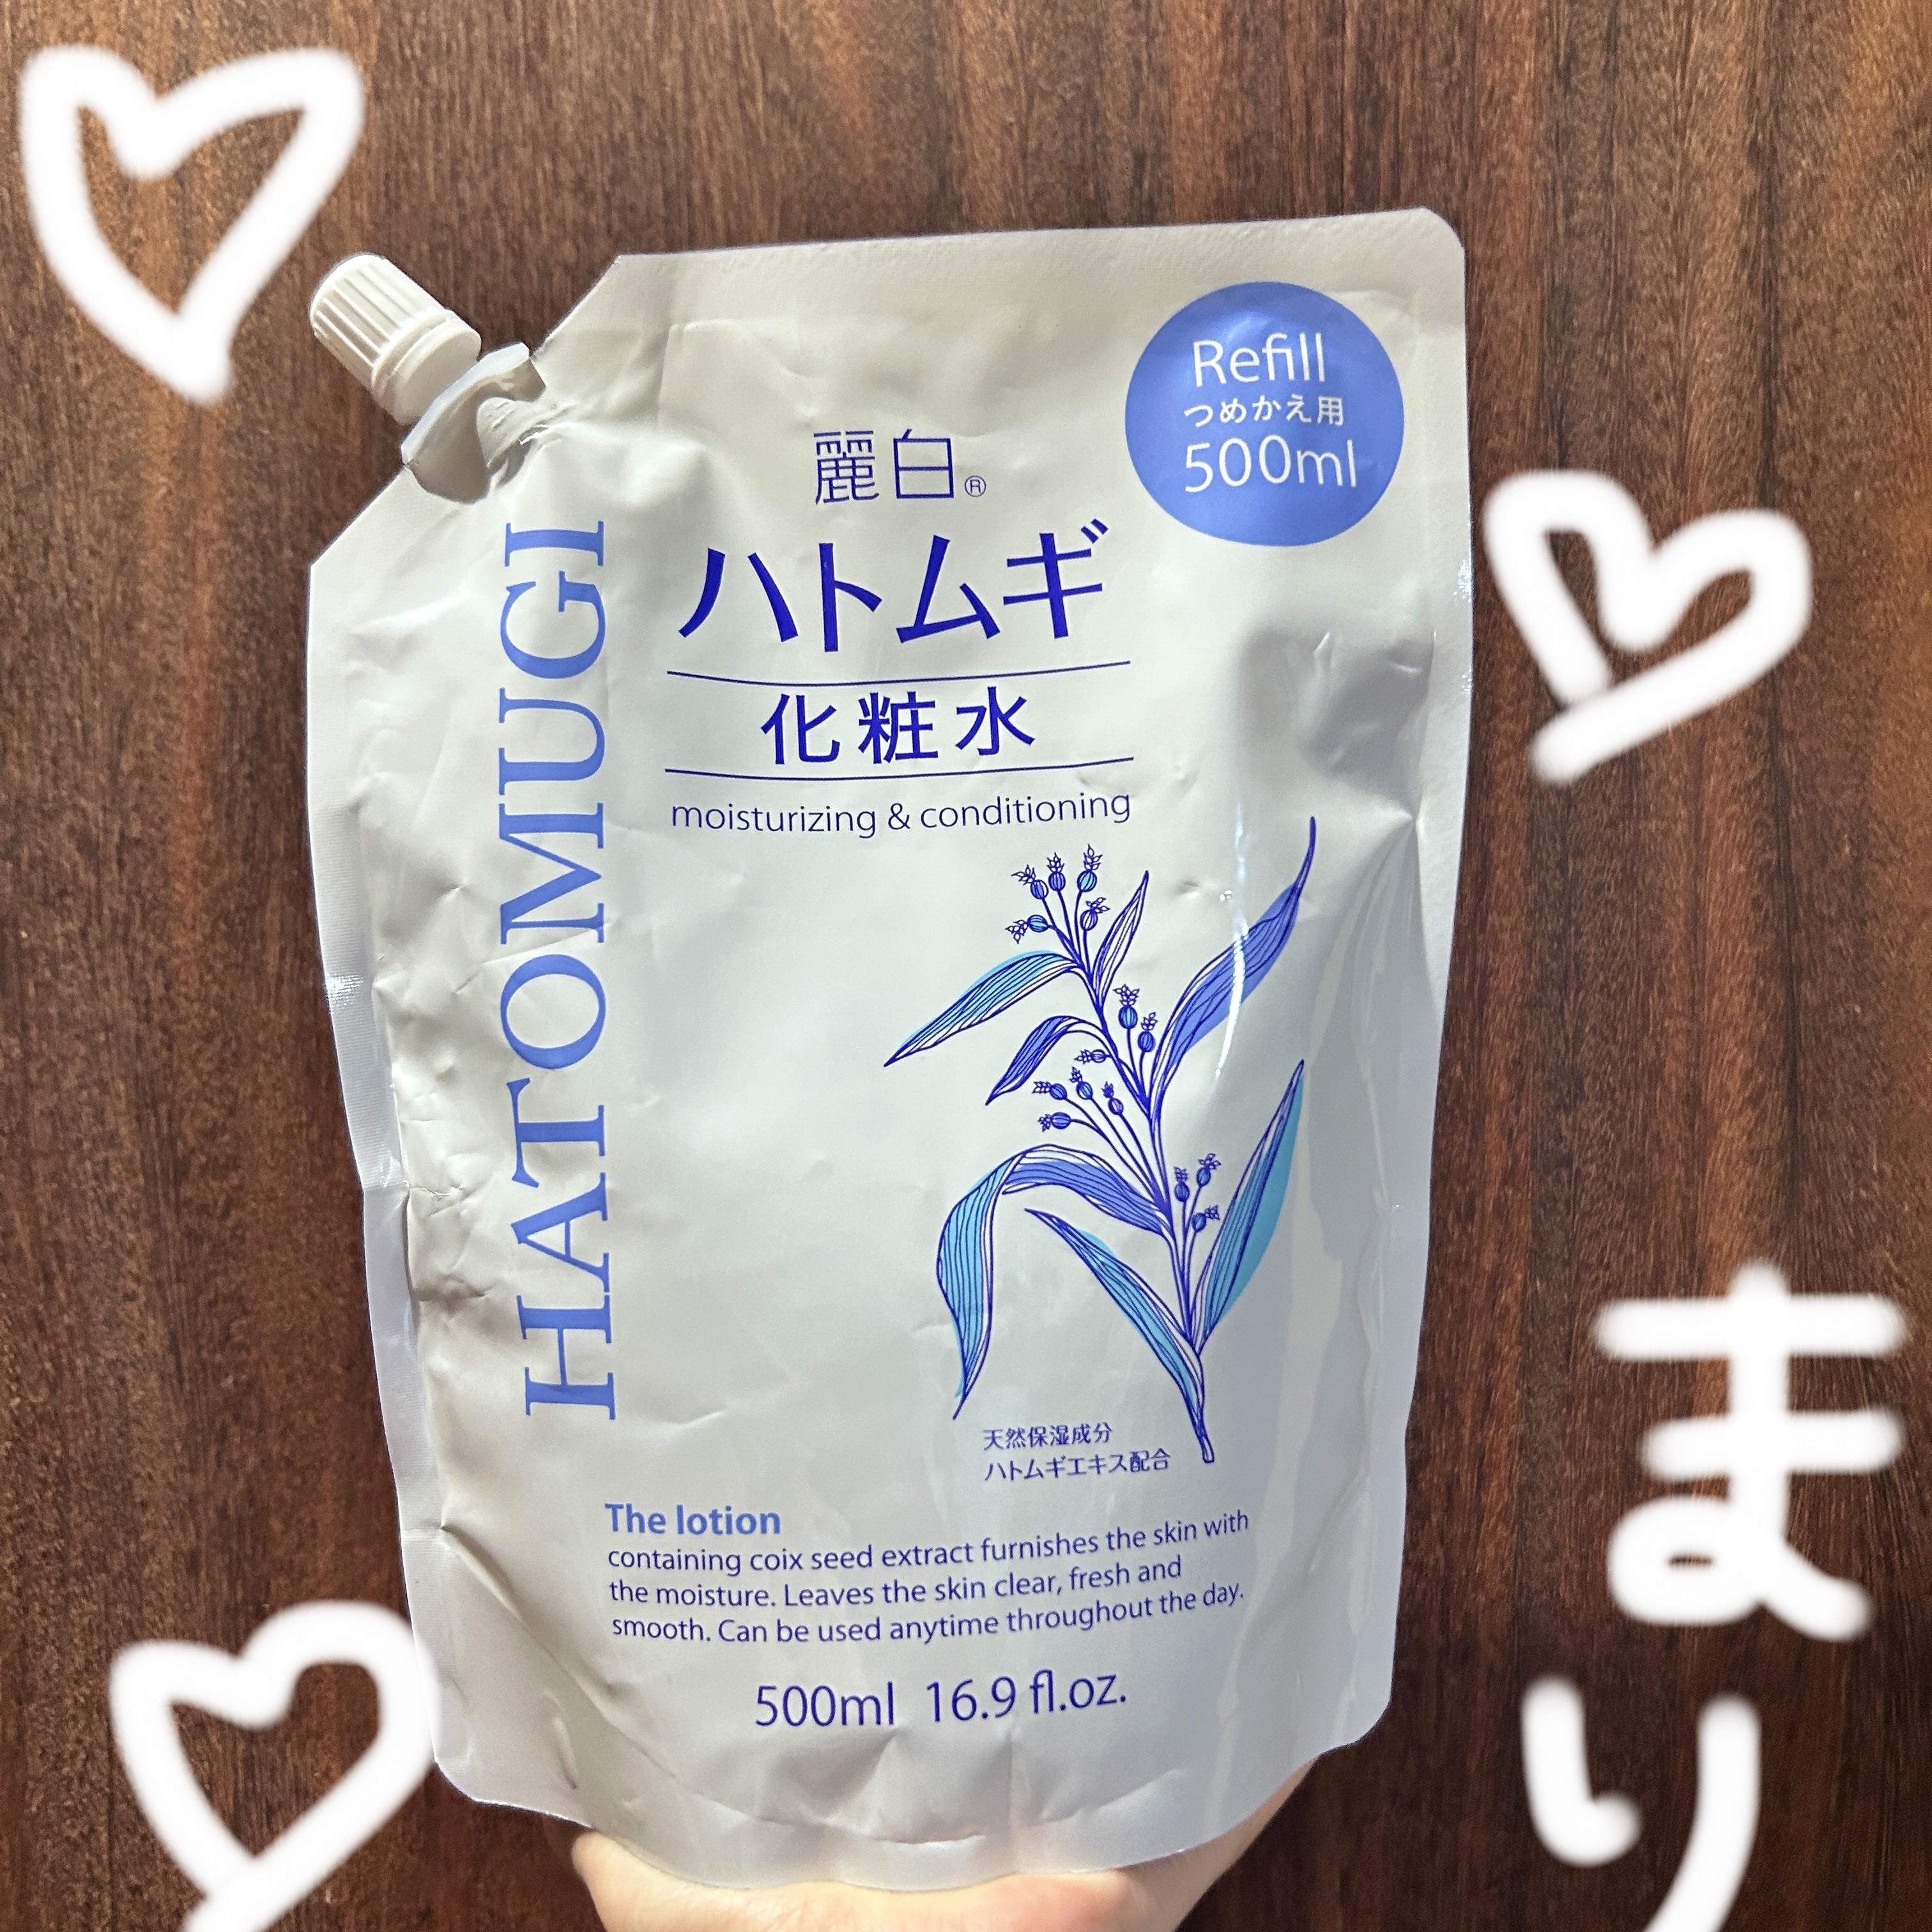 Refill
つめかえ用
500ml
麗白®
ハトムギ
化粧水
moisturizing & conditioning
HATOMUGI
天然保湿成分
ハトムギエキス配合
The lotion
containing coix seed extract furnishes the skin with
the moisture. Leaves the skin clear, fresh and
smooth. Can be used anytime throughout the day.
500ml 16.9 fl.oz.
まり